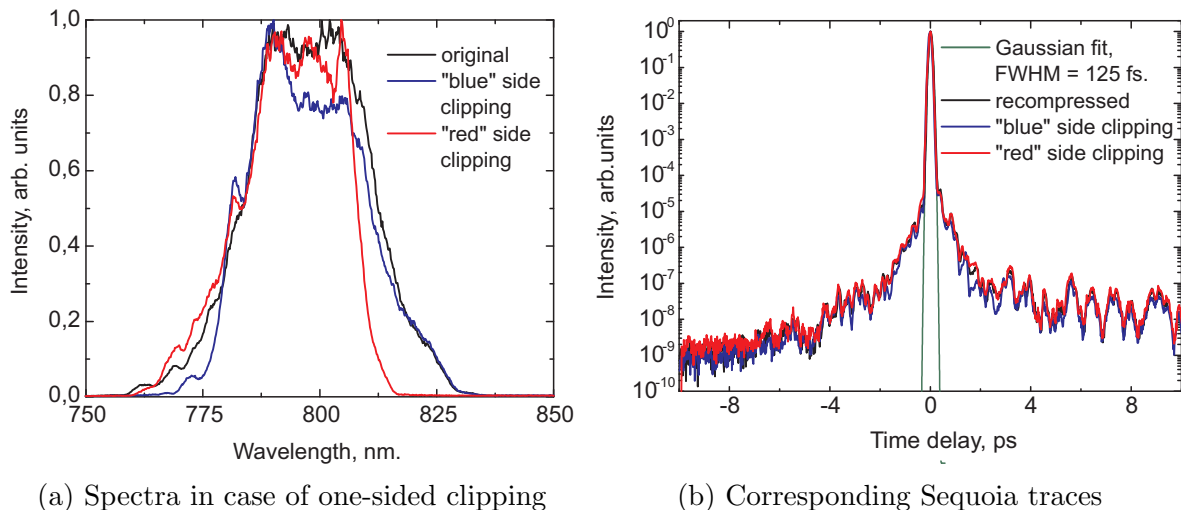 1,0
0,8
0,6
0,4
0,2
0,0
Intensity, arb. units
original
"blue" side
clipping
"red" side
clipping
750
775
800
825
850
Wavelength, nm.
(a) Spectra in case of one-sided clipping
10^0
10^-1
10^-2
10^-3
10^-4
10^-5
10^-6
10^-7
10^-8
10^-9
10^-10
Intensity, arb.units
Gaussian fit,
FWHM = 125 fs.
recompressed
"blue" side clipping
"red" side clipping
-8
-4
0
4
8
Time delay, ps
(b) Corresponding Sequoia traces